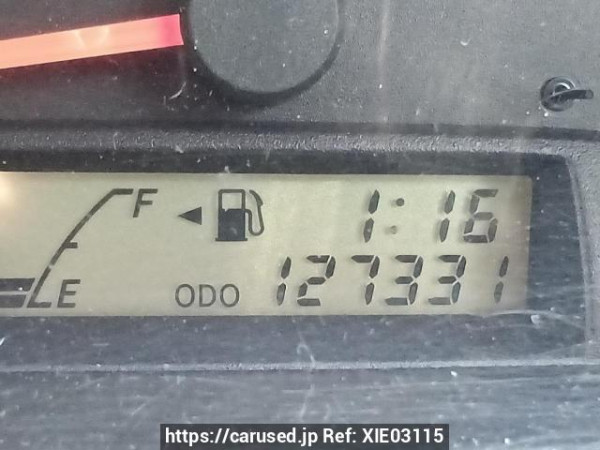 F 1:16
E ODO 127331
https://carused.jp Ref: XIE03115